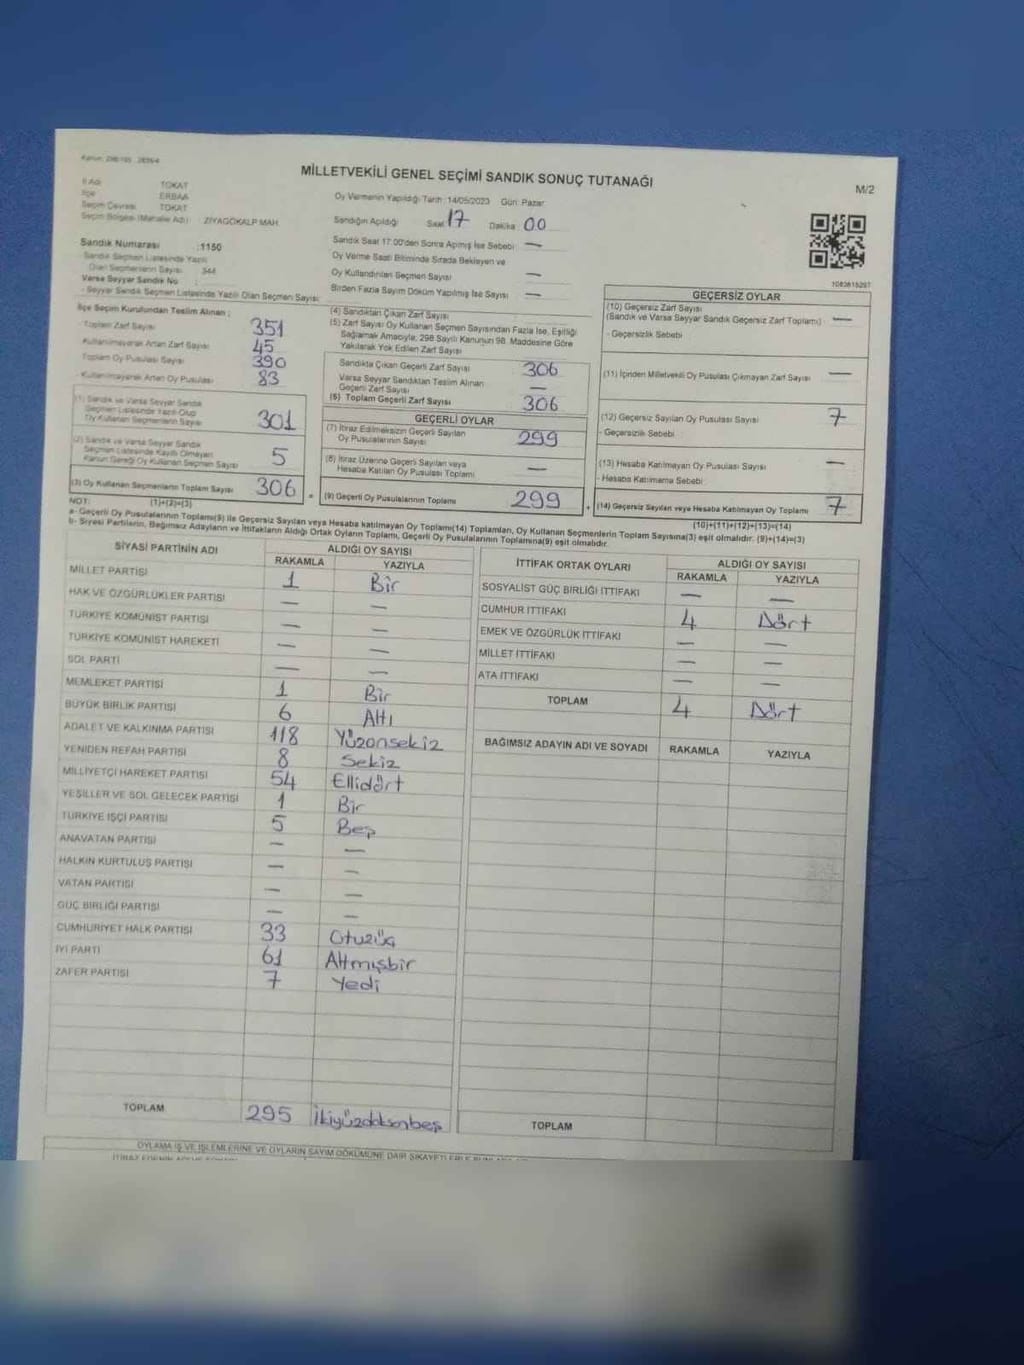 Kanun: 298/105 2839/4
MİLLETVEKİLİ GENEL SEÇİMİ SANDIK SONUÇ TUTANAĞI
M/2
İl Adı TOKAT
İlçe ERBAA
Seçim Çevresi TOKAT
Seçim Bölgesi (Mahalle Adı) : ZİYAGÖKALP MAH
Sandık Numarası : 1150
Sandık Seçmen Listesinde Yazılı
Olan Seçmenlerin Sayısı : 344
Varsa Seyyar Sandık No
- Seyyar Sandık Seçmen Listesinde Yazılı Olan Seçmen Sayısı:
Oy Vermenin Yapıldığı Tarih : 14/05/2023 Gün: Pazar
Sandığın Açıldığı Saat 17 Dakika 00
Sandık Saat 17:00'den Sonra Açılmış İse Sebebi : —
Oy Verme Saati Bitiminde Sırada Bekleyen ve
Oy Kullandırılan Seçmen Sayısı —
Birden Fazla Sayım Döküm Yapılmış İse Sayısı —
1083615297
İlçe Seçim Kurulundan Teslim Alınan ;
- Toplam Zarf Sayısı 351
- Kullanılmayarak Artan Zarf Sayısı 45
- Toplam Oy Pusulası Sayısı 390
- Kullanılmayarak Artan Oy Pusulası 83
(1) Sandık ve Varsa Seyyar Sandık
Seçmen Listesinde Yazılı Olup
Oy Kullanan Seçmenlerin Sayısı 301
(2) Sandık ve Varsa Seyyar Sandık
Seçmen Listesinde Kayıtlı Olmayan
Kanun Gereği Oy Kullanan Seçmen Sayısı 5
(3) Oy Kullanan Seçmenlerin Toplam Sayısı 306
(4) Sandıktan Çıkan Zarf Sayısı :
(5) Zarf Sayısı Oy Kullanan Seçmen Sayısından Fazla İse, Eşitliği
Sağlamak Amacıyla, 298 Sayılı Kanunun 98. Maddesine Göre
Yakılarak Yok Edilen Zarf Sayısı
Sandıkta Çıkan Geçerli Zarf Sayısı 306
Varsa Seyyar Sandıktan Teslim Alınan
Geçerli Zarf Sayısı —
(6) Toplam Geçerli Zarf Sayısı 306
GEÇERLİ OYLAR
(7) İtiraz Edilmeksizin Geçerli Sayılan
Oy Pusulalarının Sayısı 299
(8) İtiraz Üzerine Geçerli Sayılan veya
Hesaba Katılan Oy Pusulası Toplamı —
(9) Geçerli Oy Pusulalarının Toplamı 299
GEÇERSİZ OYLAR
(10) Geçersiz Zarf Sayısı
(Sandık ve Varsa Seyyar Sandık Geçersiz Zarf Toplamı) —
- Geçersizlik Sebebi
(11) İçinden Milletvekili Oy Pusulası Çıkmayan Zarf Sayısı —
(12) Geçersiz Sayılan Oy Pusulası Sayısı 7
- Geçersizlik Sebebi
(13) Hesaba Katılmayan Oy Pusulası Sayısı —
- Hesaba Katılmama Sebebi
(14) Geçersiz Sayılan veya Hesaba Katılmayan Oy Toplamı 7
NOT: (1)+(2)=(3)
(10)+(11)+(12)+(13)=(14)
a- Geçerli Oy Pusulalarının Toplamı(9) ile Geçersiz Sayılan veya Hesaba katılmayan Oy Toplamı(14) Toplamları, Oy Kullanan Seçmenlerin Toplam Sayısına(3) eşit olmalıdır. (9)+(14)=(3)
b- Siyasi Partilerin, Bağımsız Adayların ve İttifakların Aldığı Ortak Oyların Toplamı, Geçerli Oy Pusulalarının Toplamına(9) eşit olmalıdır.
SİYASİ PARTİNİN ADI ALDIĞI OY SAYISI
RAKAMLA YAZIYLA
MİLLET PARTİSİ 1 Bir
HAK VE ÖZGÜRLÜKLER PARTİSİ — —
TÜRKİYE KOMÜNİST PARTİSİ — —
TÜRKİYE KOMÜNİST HAREKETİ — —
SOL PARTİ — —
MEMLEKET PARTİSİ 1 Bir
BÜYÜK BİRLİK PARTİSİ 6 Altı
ADALET VE KALKINMA PARTİSİ 118 Yüzonsekiz
YENİDEN REFAH PARTİSİ 8 Sekiz
MİLLİYETÇİ HAREKET PARTİSİ 54 Ellidört
YEŞİLLER VE SOL GELECEK PARTİSİ 1 Bir
TÜRKİYE İŞÇİ PARTİSİ 5 Beş
ANAVATAN PARTİSİ — —
HALKIN KURTULUŞ PARTİSİ — —
VATAN PARTİSİ — —
GÜÇ BİRLİĞİ PARTİSİ — —
CUMHURİYET HALK PARTİSİ 33 Otuzüç
İYİ PARTİ 61 Altmışbir
ZAFER PARTİSİ 7 Yedi
TOPLAM 295 İkiyüzdoksanbeş
İTTİFAK ORTAK OYLARI ALDIĞI OY SAYISI
RAKAMLA YAZIYLA
SOSYALİST GÜÇ BİRLİĞİ İTTİFAKI — —
CUMHUR İTTİFAKI 4 Dört
EMEK VE ÖZGÜRLÜK İTTİFAKI — —
MİLLET İTTİFAKI — —
ATA İTTİFAKI — —
TOPLAM 4 Dört
BAĞIMSIZ ADAYIN ADI VE SOYADI RAKAMLA YAZIYLA
TOPLAM
OYLAMA İŞ VE İŞLEMLERİNE VE OYLARIN SAYIM DÖKÜMÜNE DAİR ŞİKAYETLERLE